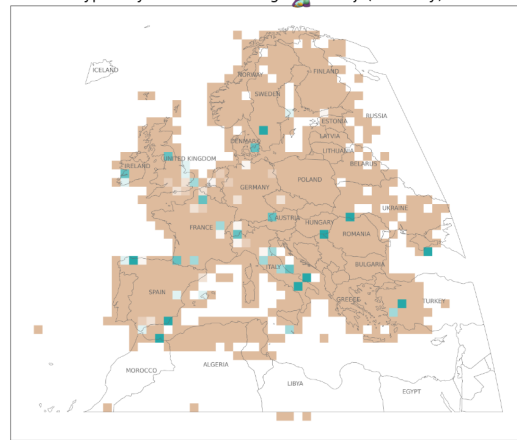 ICELAND
FINLAND
NORWAY
SWEDEN
RUSSIA
ESTONIA
LATVIA
DENMARK
LITHUANIA
UNITED KINGDOM
BELARUS
IRELAND
POLAND
GERMANY
UKRAINE
AUSTRIA
HUNGARY
FRANCE
ROMANIA
BULGARIA
ITALY
SPAIN
GREECE
TURKEY
ALGERIA
MOROCCO
LIBYA
EGYPT